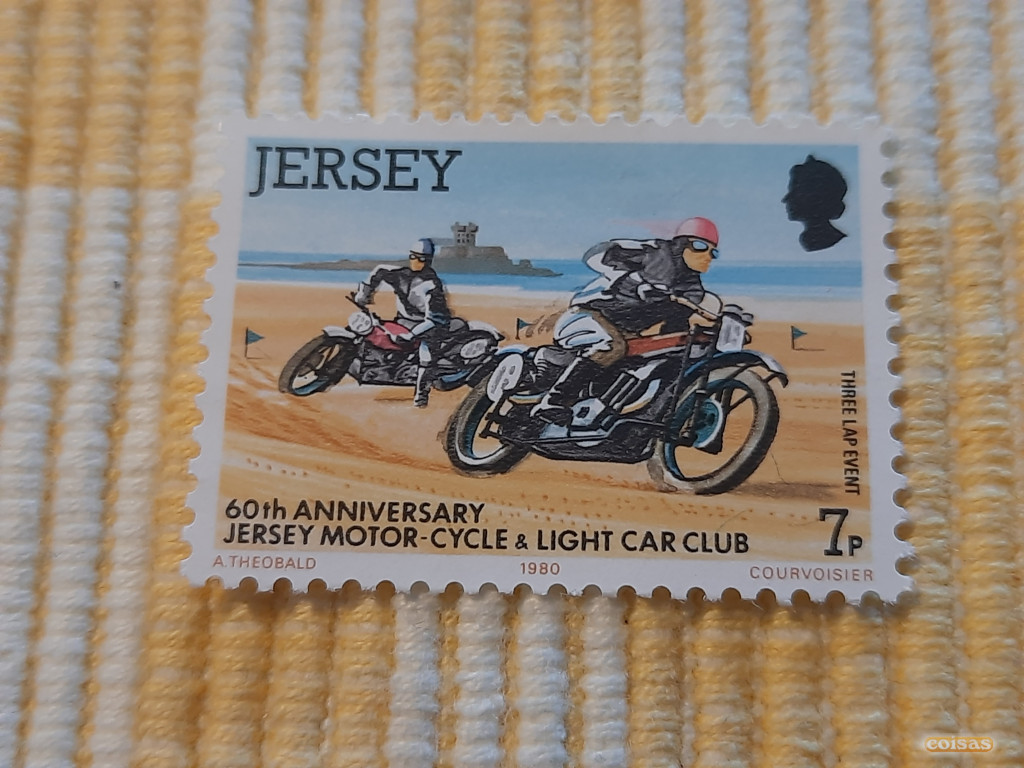 JERSEY
THREE LAP EVENT
60th ANNIVERSARY
JERSEY MOTOR-CYCLE & LIGHT CAR CLUB
7P
A.THEOBALD 1980 COURVOISIER
coisas